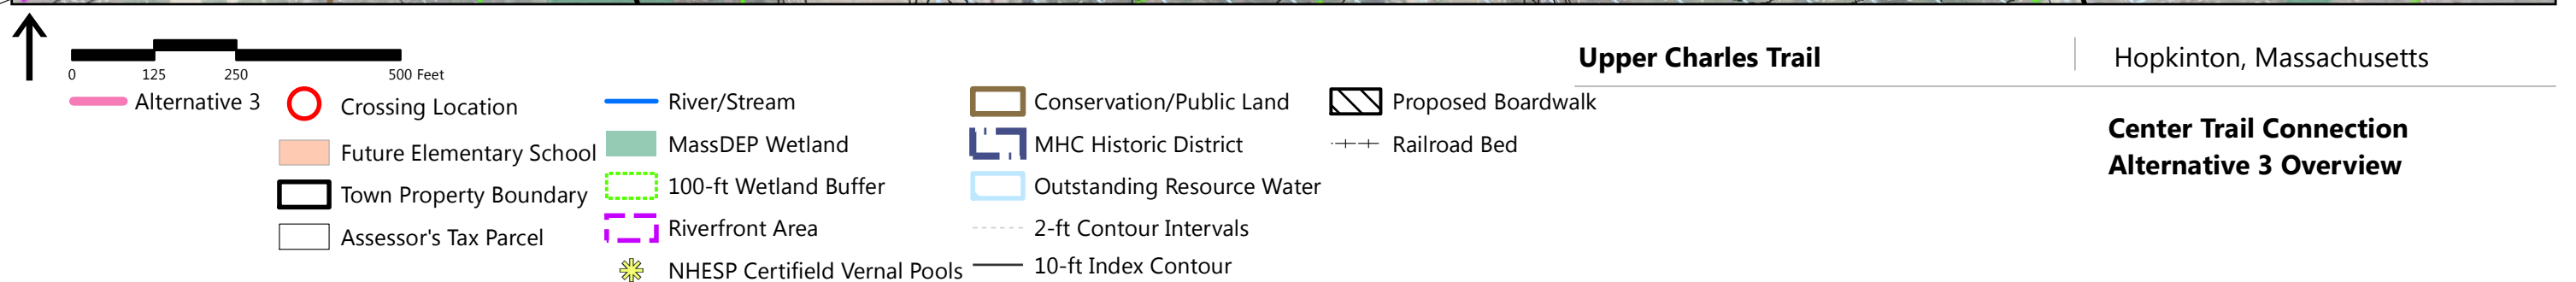 0 125 250 500 Feet
Alternative 3
Crossing Location
Future Elementary School
Town Property Boundary
Assessor's Tax Parcel
River/Stream
MassDEP Wetland
100-ft Wetland Buffer
Riverfront Area
NHESP Certifield Vernal Pools
Conservation/Public Land
MHC Historic District
Outstanding Resource Water
2-ft Contour Intervals
10-ft Index Contour
Proposed Boardwalk
Railroad Bed
Upper Charles Trail
Hopkinton, Massachusetts
Center Trail Connection
Alternative 3 Overview